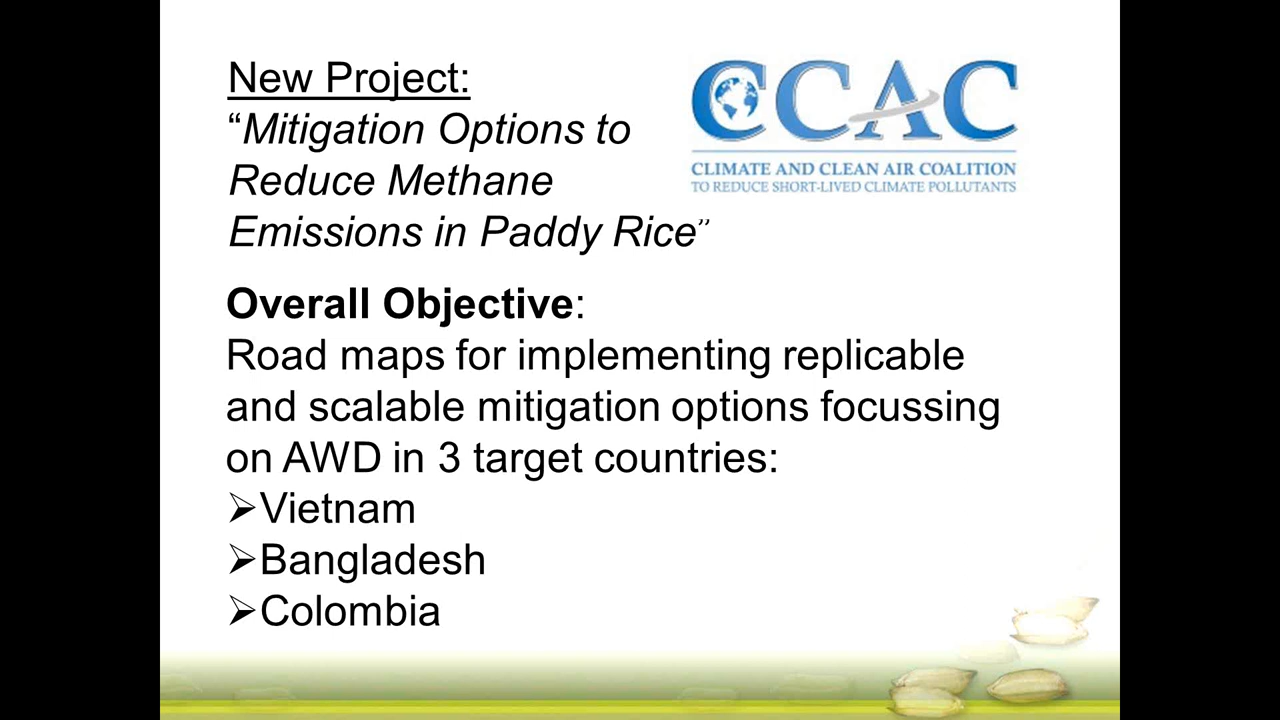 New Project:
“Mitigation Options to
Reduce Methane
Emissions in Paddy Rice”
CCAC
CLIMATE AND CLEAN AIR COALITION
TO REDUCE SHORT-LIVED CLIMATE POLLUTANTS
Overall Objective:
Road maps for implementing replicable
and scalable mitigation options focussing
on AWD in 3 target countries:
➢Vietnam
➢Bangladesh
➢Colombia